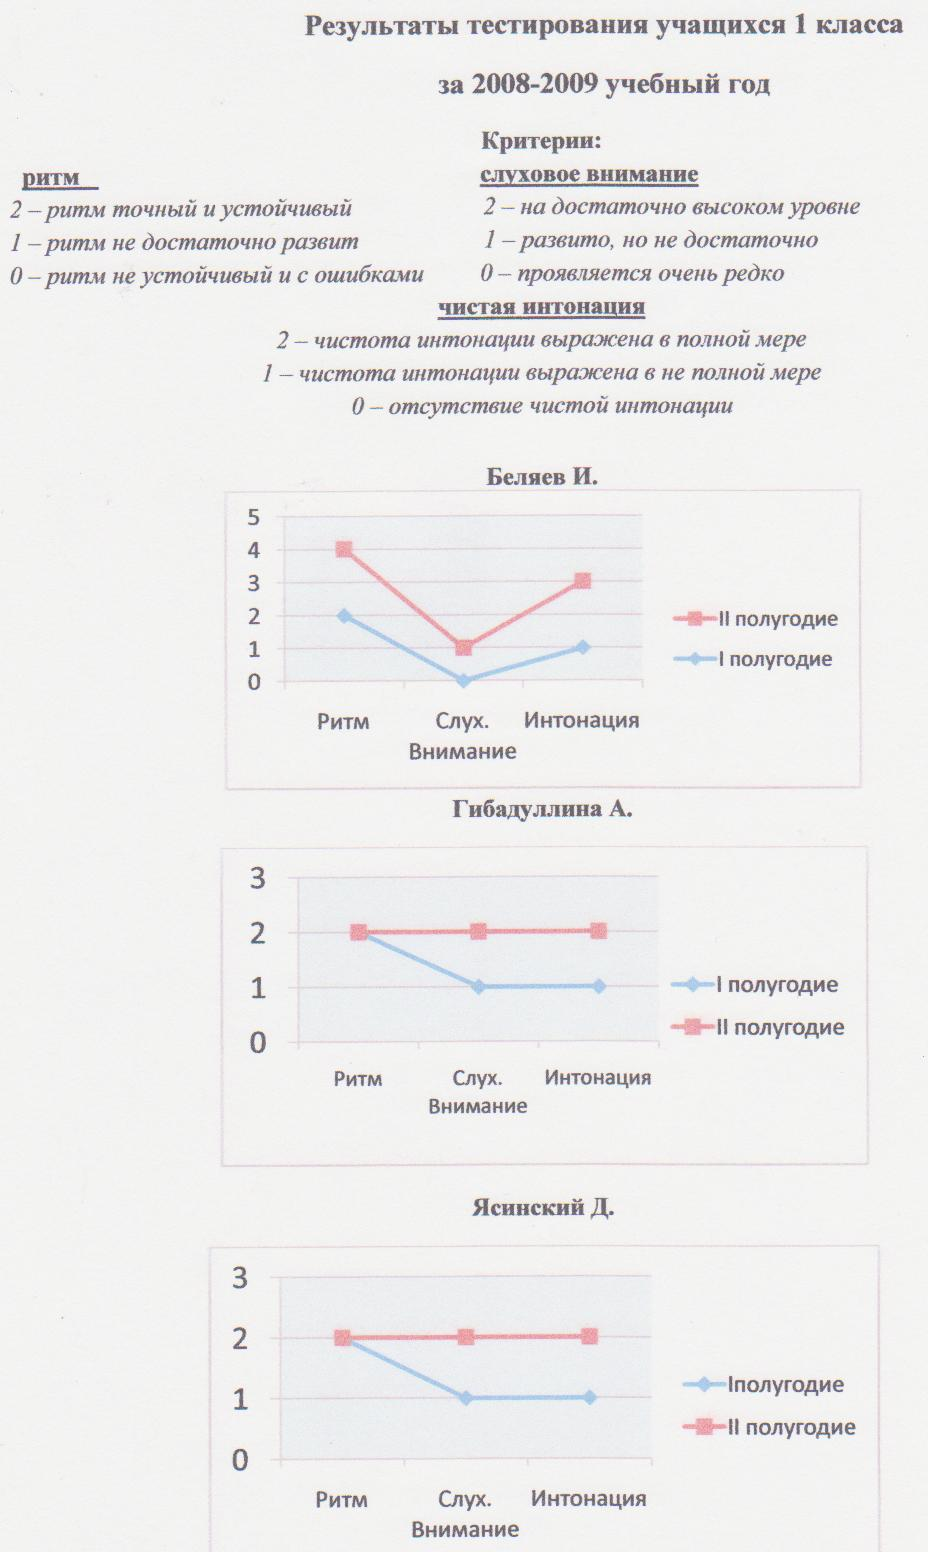 Результаты тестирования учащихся 1 класса
за 2008-2009 учебный год
Критерии:
ритм
2 – ритм точный и устойчивый
1 – ритм не достаточно развит
0 – ритм не устойчивый и с ошибками
слуховое внимание
2 – на достаточно высоком уровне
1 – развито, но не достаточно
0 – проявляется очень редко
чистая интонация
2 – чистота интонации выражена в полной мере
1 – чистота интонации выражена в не полной мере
0 – отсутствие чистой интонации
Беляев И.
5
4
3
2
1
0
Ритм
Слух.
Внимание
Интонация
II полугодие
I полугодие
Гибадуллина А.
3
2
1
0
Ритм
Слух.
Внимание
Интонация
I полугодие
II полугодие
Ясинский Д.
3
2
1
0
Ритм
Слух.
Внимание
Интонация
Iполугодие
II полугодие